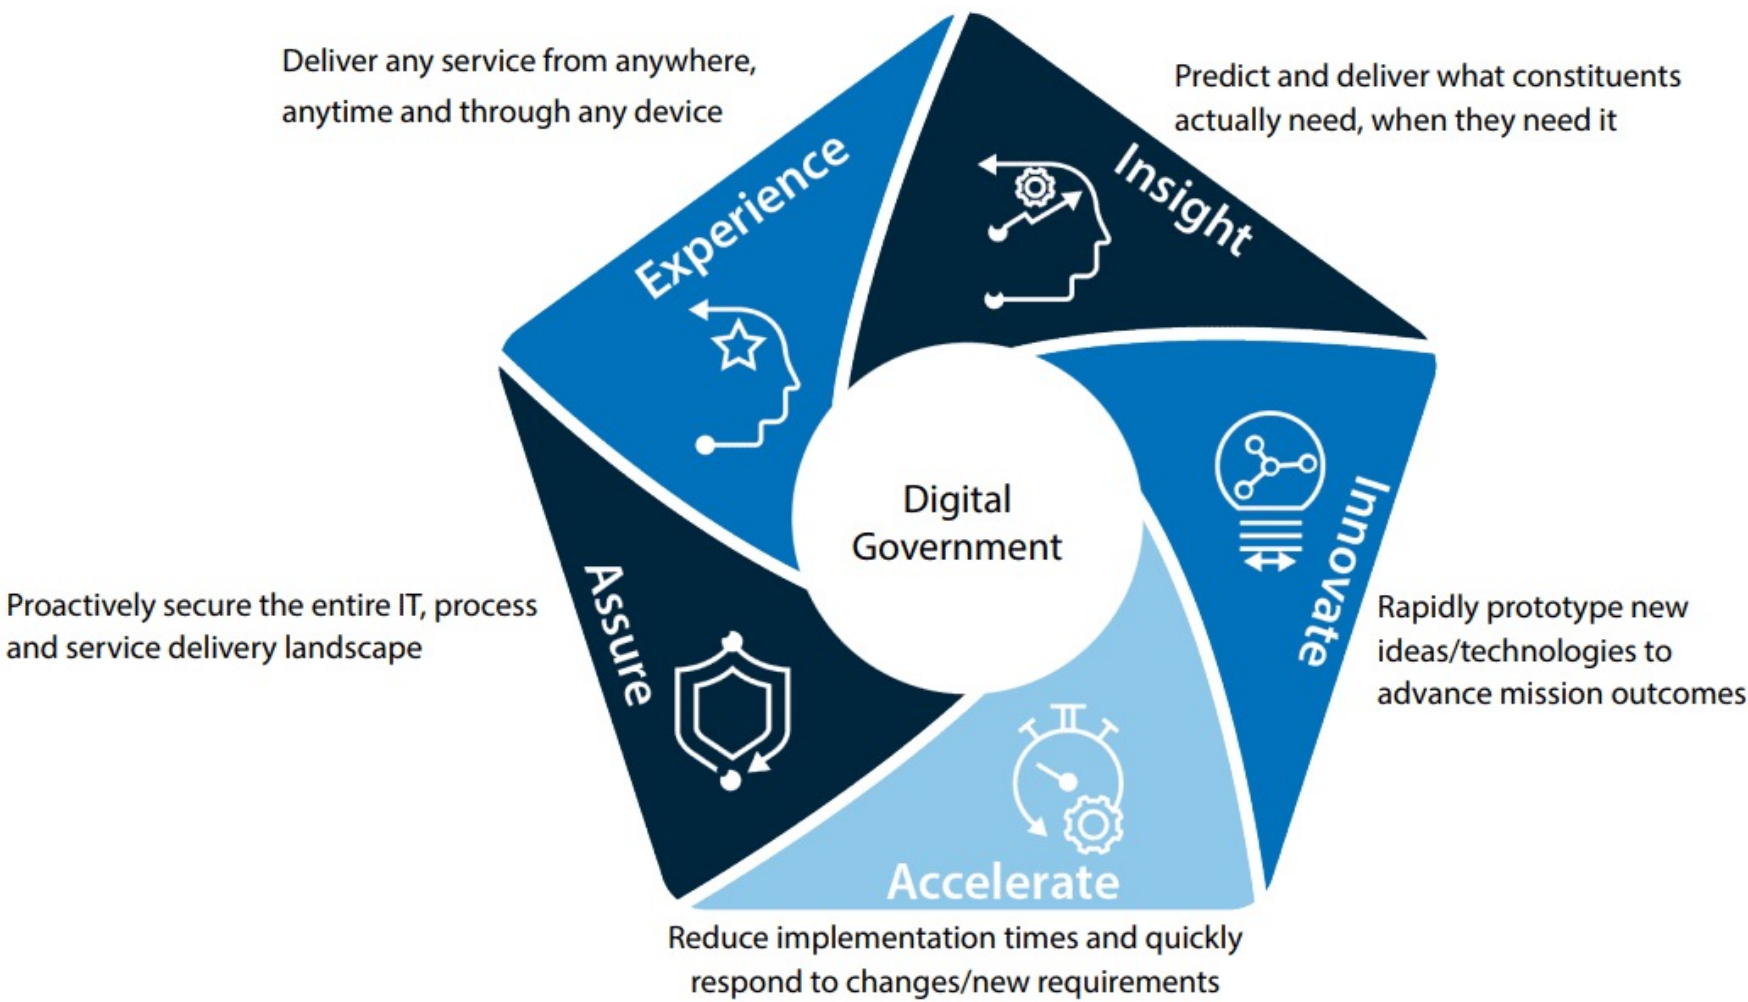 Deliver any service from anywhere,
anytime and through any device
Predict and deliver what constituents
actually need, when they need it
Experience
Insight
Digital
Government
Innovate
Assure
Proactively secure the entire IT, process
and service delivery landscape
Rapidly prototype new
ideas/technologies to
advance mission outcomes
Accelerate
Reduce implementation times and quickly
respond to changes/new requirements